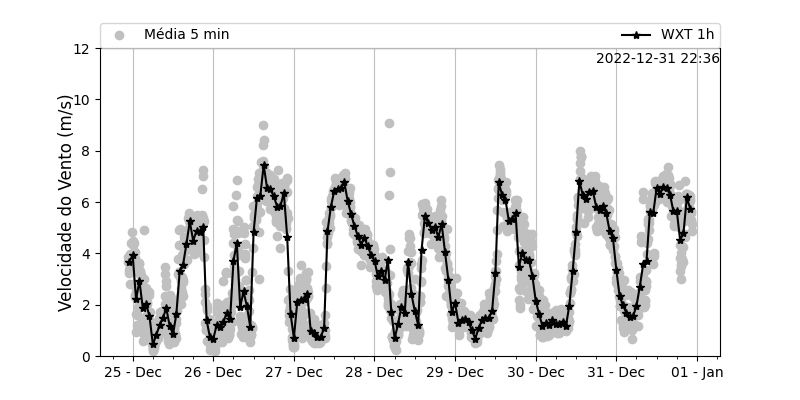 Média 5 min
WXT 1h
2022-12-31 22:36
Velocidade do Vento (m/s)
12
10
8
6
4
2
0
25 - Dec
26 - Dec
27 - Dec
28 - Dec
29 - Dec
30 - Dec
31 - Dec
01 - Jan